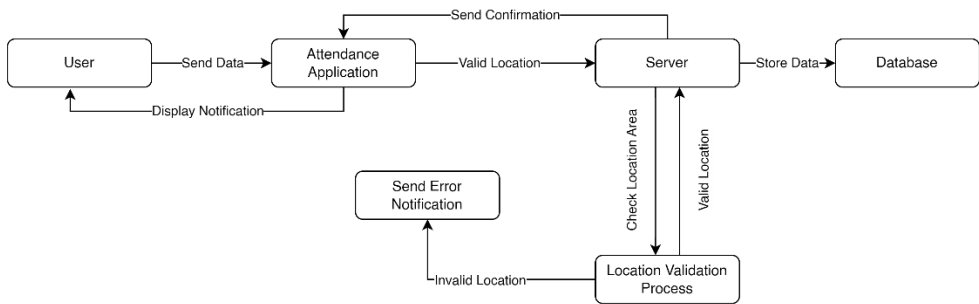 Send Confirmation
User
Send Data
Attendance
Application
Valid Location
Server
Store Data
Database
Display Notification
Check Location Area
Valid Location
Send Error
Notification
Invalid Location
Location Validation
Process